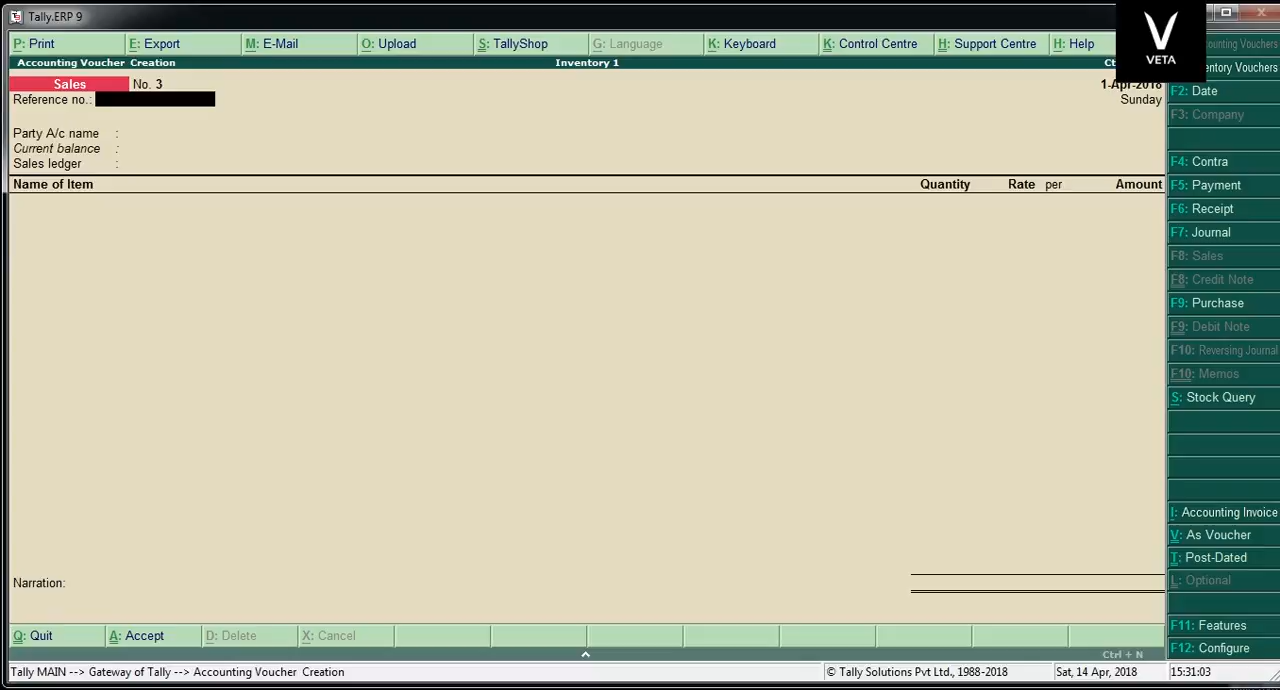 Tally.ERP 9
P: Print
E: Export
M: E-Mail
O: Upload
S: TallyShop
G: Language
K: Keyboard
K: Control Centre
H: Support Centre
H: Help
VETA
Accounting Voucher Creation
Inventory 1
Sales
No. 3
1-Apr-2018
Sunday
Reference no.:
Party A/c name :
Current balance :
Sales ledger :
Name of Item
Quantity
Rate per
Amount
Narration:
Vouchers
Vouchers
F2: Date
F3: Company
F4: Contra
F5: Payment
F6: Receipt
F7: Journal
F8: Sales
F8: Credit Note
F9: Purchase
F9: Debit Note
F10: Reversing Journal
F10: Memos
S: Stock Query
I: Accounting Invoice
V: As Voucher
T: Post-Dated
L: Optional
F11: Features
F12: Configure
Q: Quit
A: Accept
D: Delete
X: Cancel
Ctrl + N
Tally MAIN --> Gateway of Tally --> Accounting Voucher Creation
© Tally Solutions Pvt Ltd., 1988-2018
Sat, 14 Apr, 2018
15:31:03